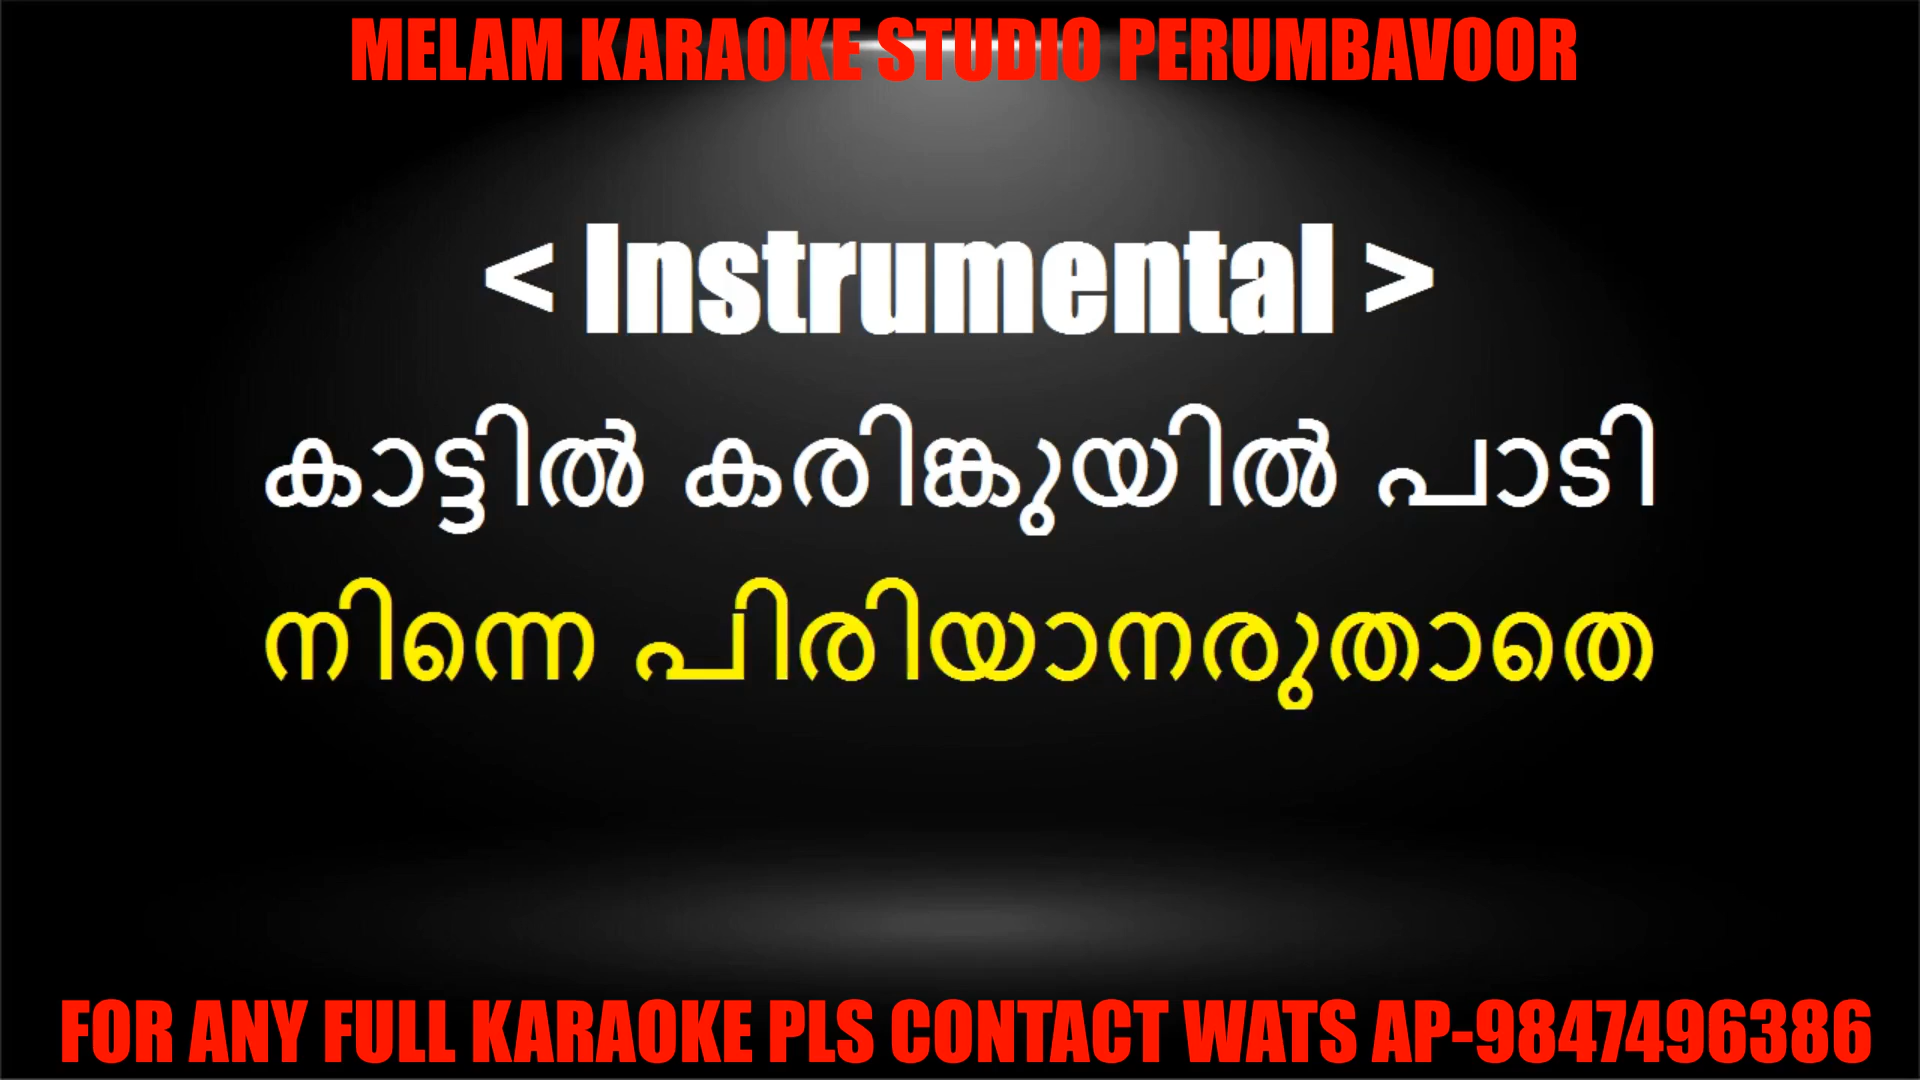 MELAM KARAOKE STUDIO PERUMBAVOOR
< Instrumental >
കാട്ടിൽ കരിങ്കുയിൽ പാടി
നിന്നെ പിരിയാനരുതാതെ
FOR ANY FULL KARAOKE PLS CONTACT WATS AP-9847496386